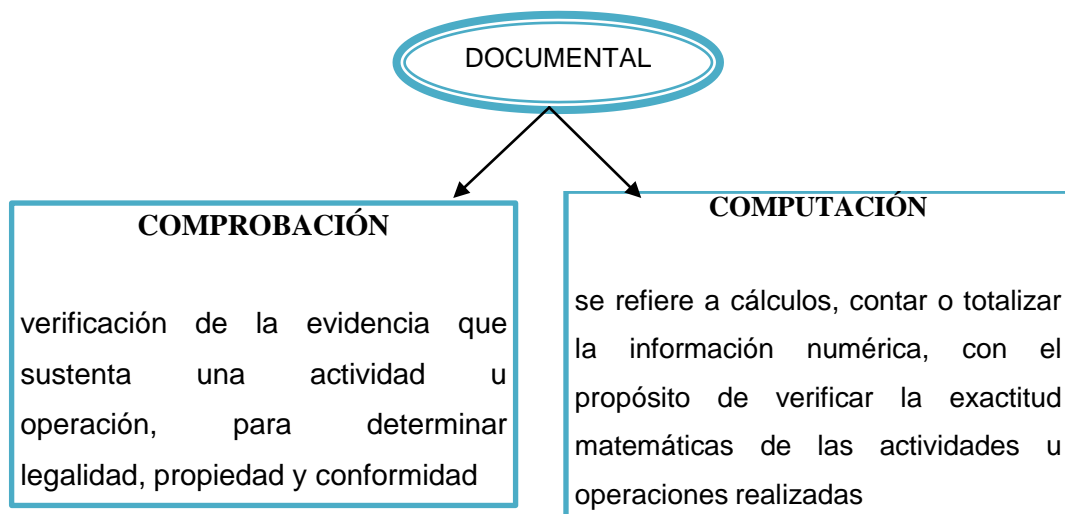 DOCUMENTAL
COMPROBACIÓN
verificación de la evidencia que
sustenta una actividad u
operación, para determinar
legalidad, propiedad y conformidad
COMPUTACIÓN
se refiere a cálculos, contar o totalizar
la información numérica, con el
propósito de verificar la exactitud
matemáticas de las actividades u
operaciones realizadas